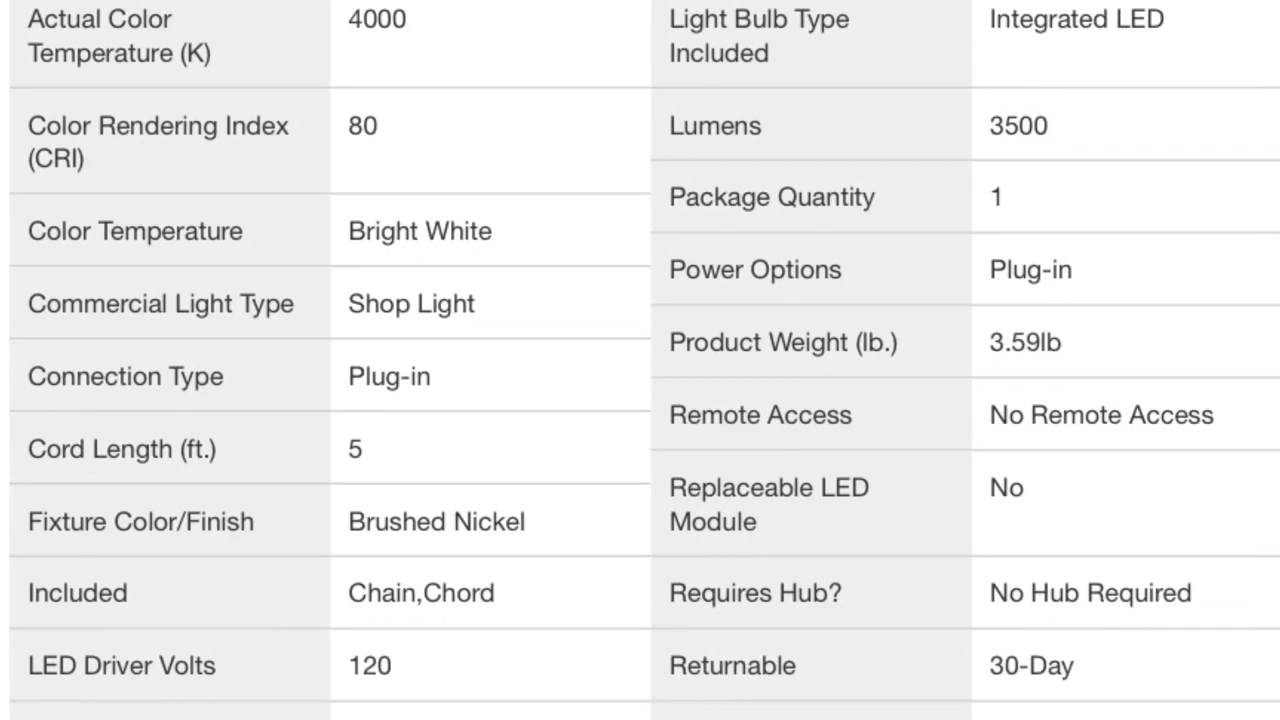 Actual Color
Temperature (K)
4000
Color Rendering Index
(CRI)
80
Color Temperature
Bright White
Commercial Light Type
Shop Light
Connection Type
Plug-in
Cord Length (ft.)
5
Fixture Color/Finish
Brushed Nickel
Included
Chain,Chord
LED Driver Volts
120
Light Bulb Type
Included
Integrated LED
Lumens
3500
Package Quantity
1
Power Options
Plug-in
Product Weight (lb.)
3.59lb
Remote Access
No Remote Access
Replaceable LED
Module
No
Requires Hub?
No Hub Required
Returnable
30-Day